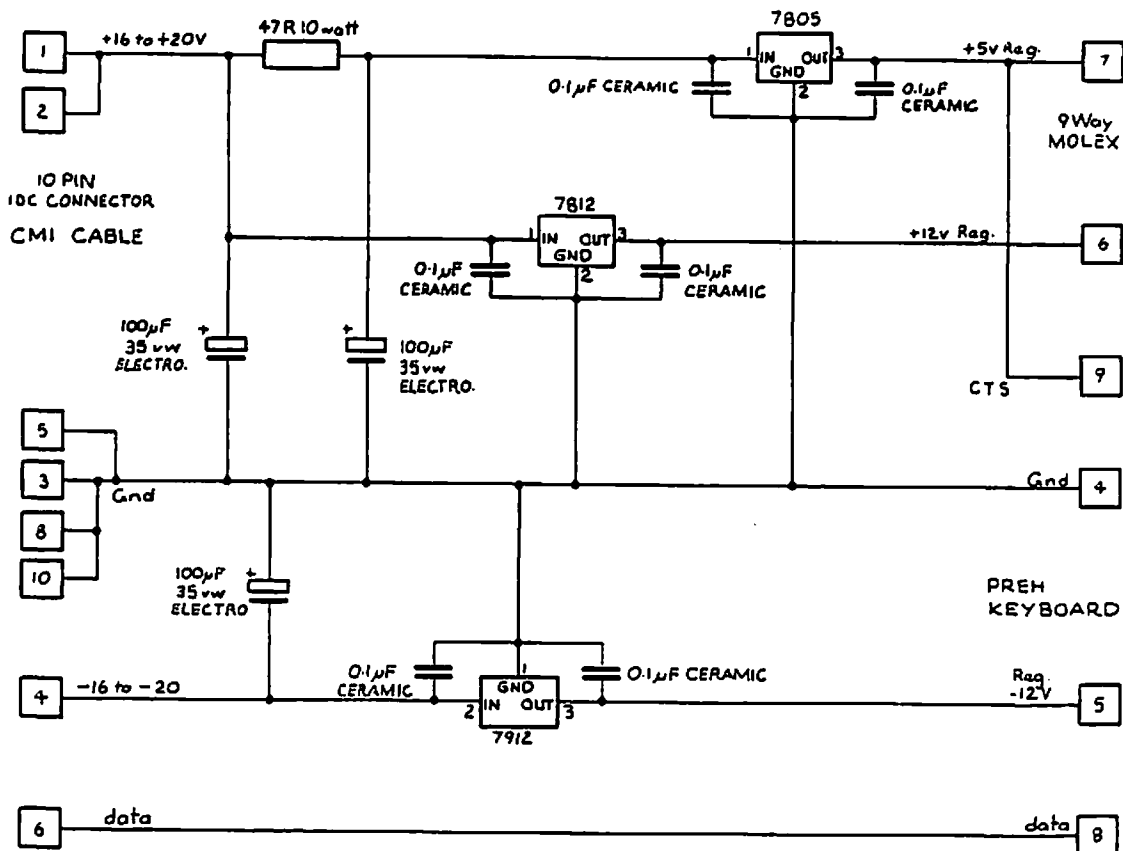 1
+16 to +20V
47R 10watt
7805
1 IN OUT 3
GND
2
+5v Reg.
7
2
0.1µF CERAMIC
0.1µF
CERAMIC
9 Way
MOLEX
10 PIN
IDC CONNECTOR
CMI CABLE
7812
1 IN OUT 3
GND
2
+12v Reg.
6
0.1µF
CERAMIC
0.1µF
CERAMIC
100µF
35vw
ELECTRO.
+
+
100µF
35vw
ELECTRO.
CTS
9
5
3
Gnd
8
10
Gnd
4
100µF
35vw
ELECTRO
+
PREH
KEYBOARD
0.1µF
CERAMIC
1
GND
2 IN OUT 3
7912
0.1µF CERAMIC
4
-16 to -20
Reg.
-12V
5
6
data
data
8